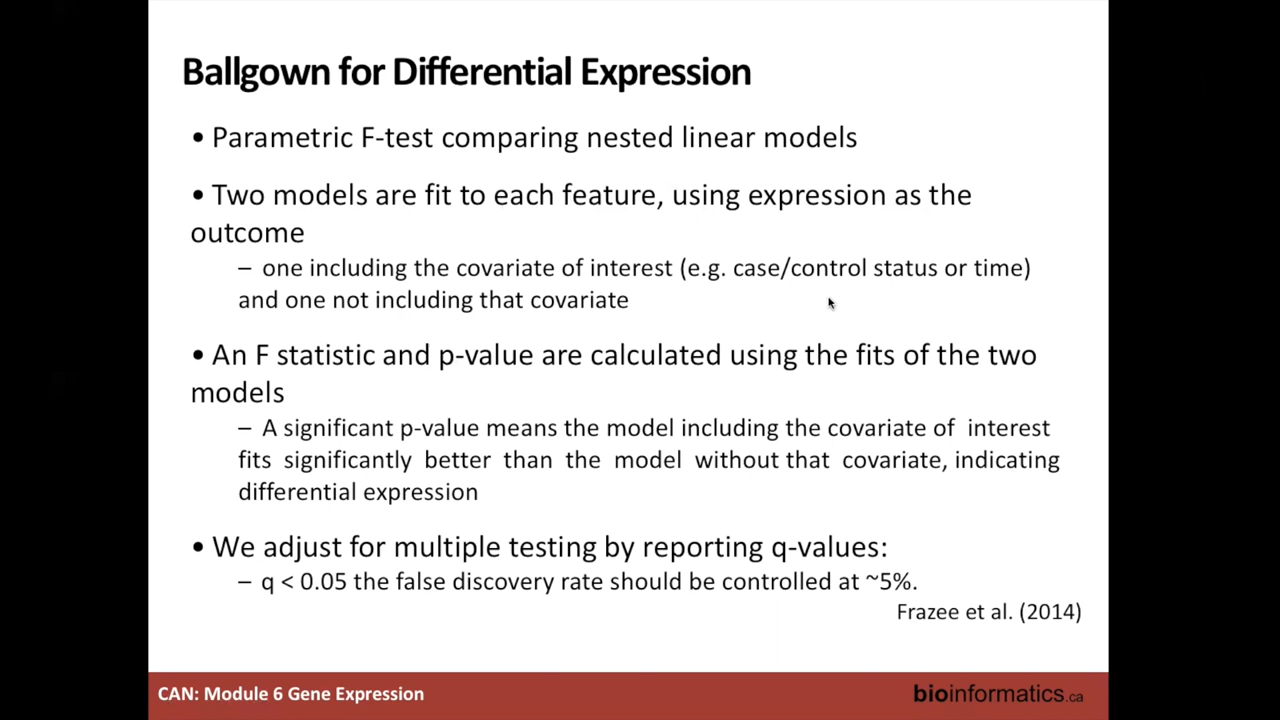 Ballgown for Differential Expression
• Parametric F-test comparing nested linear models
• Two models are fit to each feature, using expression as the
outcome
– one including the covariate of interest (e.g. case/control status or time)
and one not including that covariate
• An F statistic and p-value are calculated using the fits of the two
models
– A significant p-value means the model including the covariate of interest
fits significantly better than the model without that covariate, indicating
differential expression
• We adjust for multiple testing by reporting q-values:
– q < 0.05 the false discovery rate should be controlled at ~5%.
Frazee et al. (2014)
CAN: Module 6 Gene Expression
bioinformatics.ca